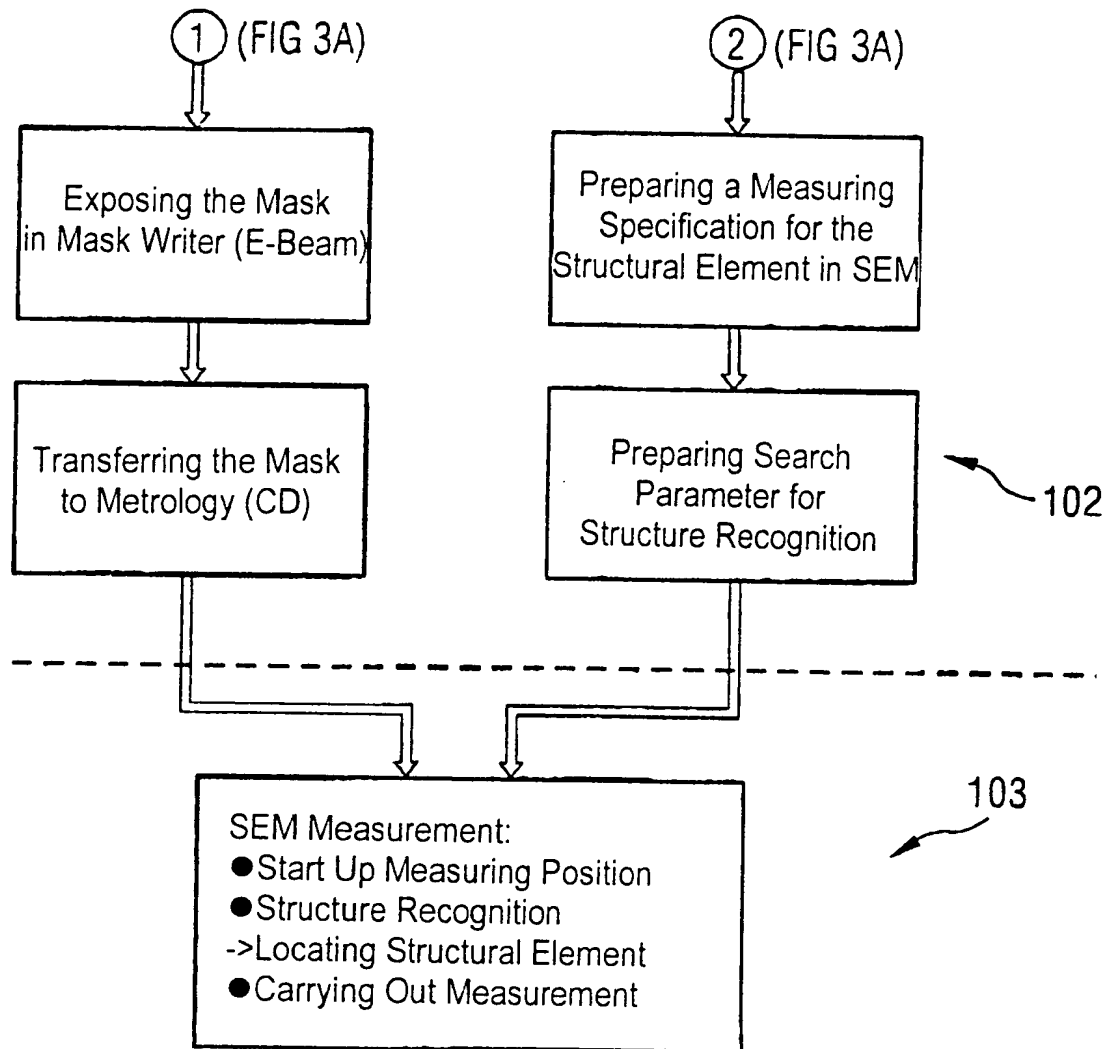 1 (FIG 3A)
2 (FIG 3A)
Exposing the Mask
in Mask Writer (E-Beam)
Preparing a Measuring
Specification for the
Structural Element in SEM
Transferring the Mask
to Metrology (CD)
Preparing Search
Parameter for
Structure Recognition
102
103
SEM Measurement:
●Start Up Measuring Position
●Structure Recognition
->Locating Structural Element
●Carrying Out Measurement